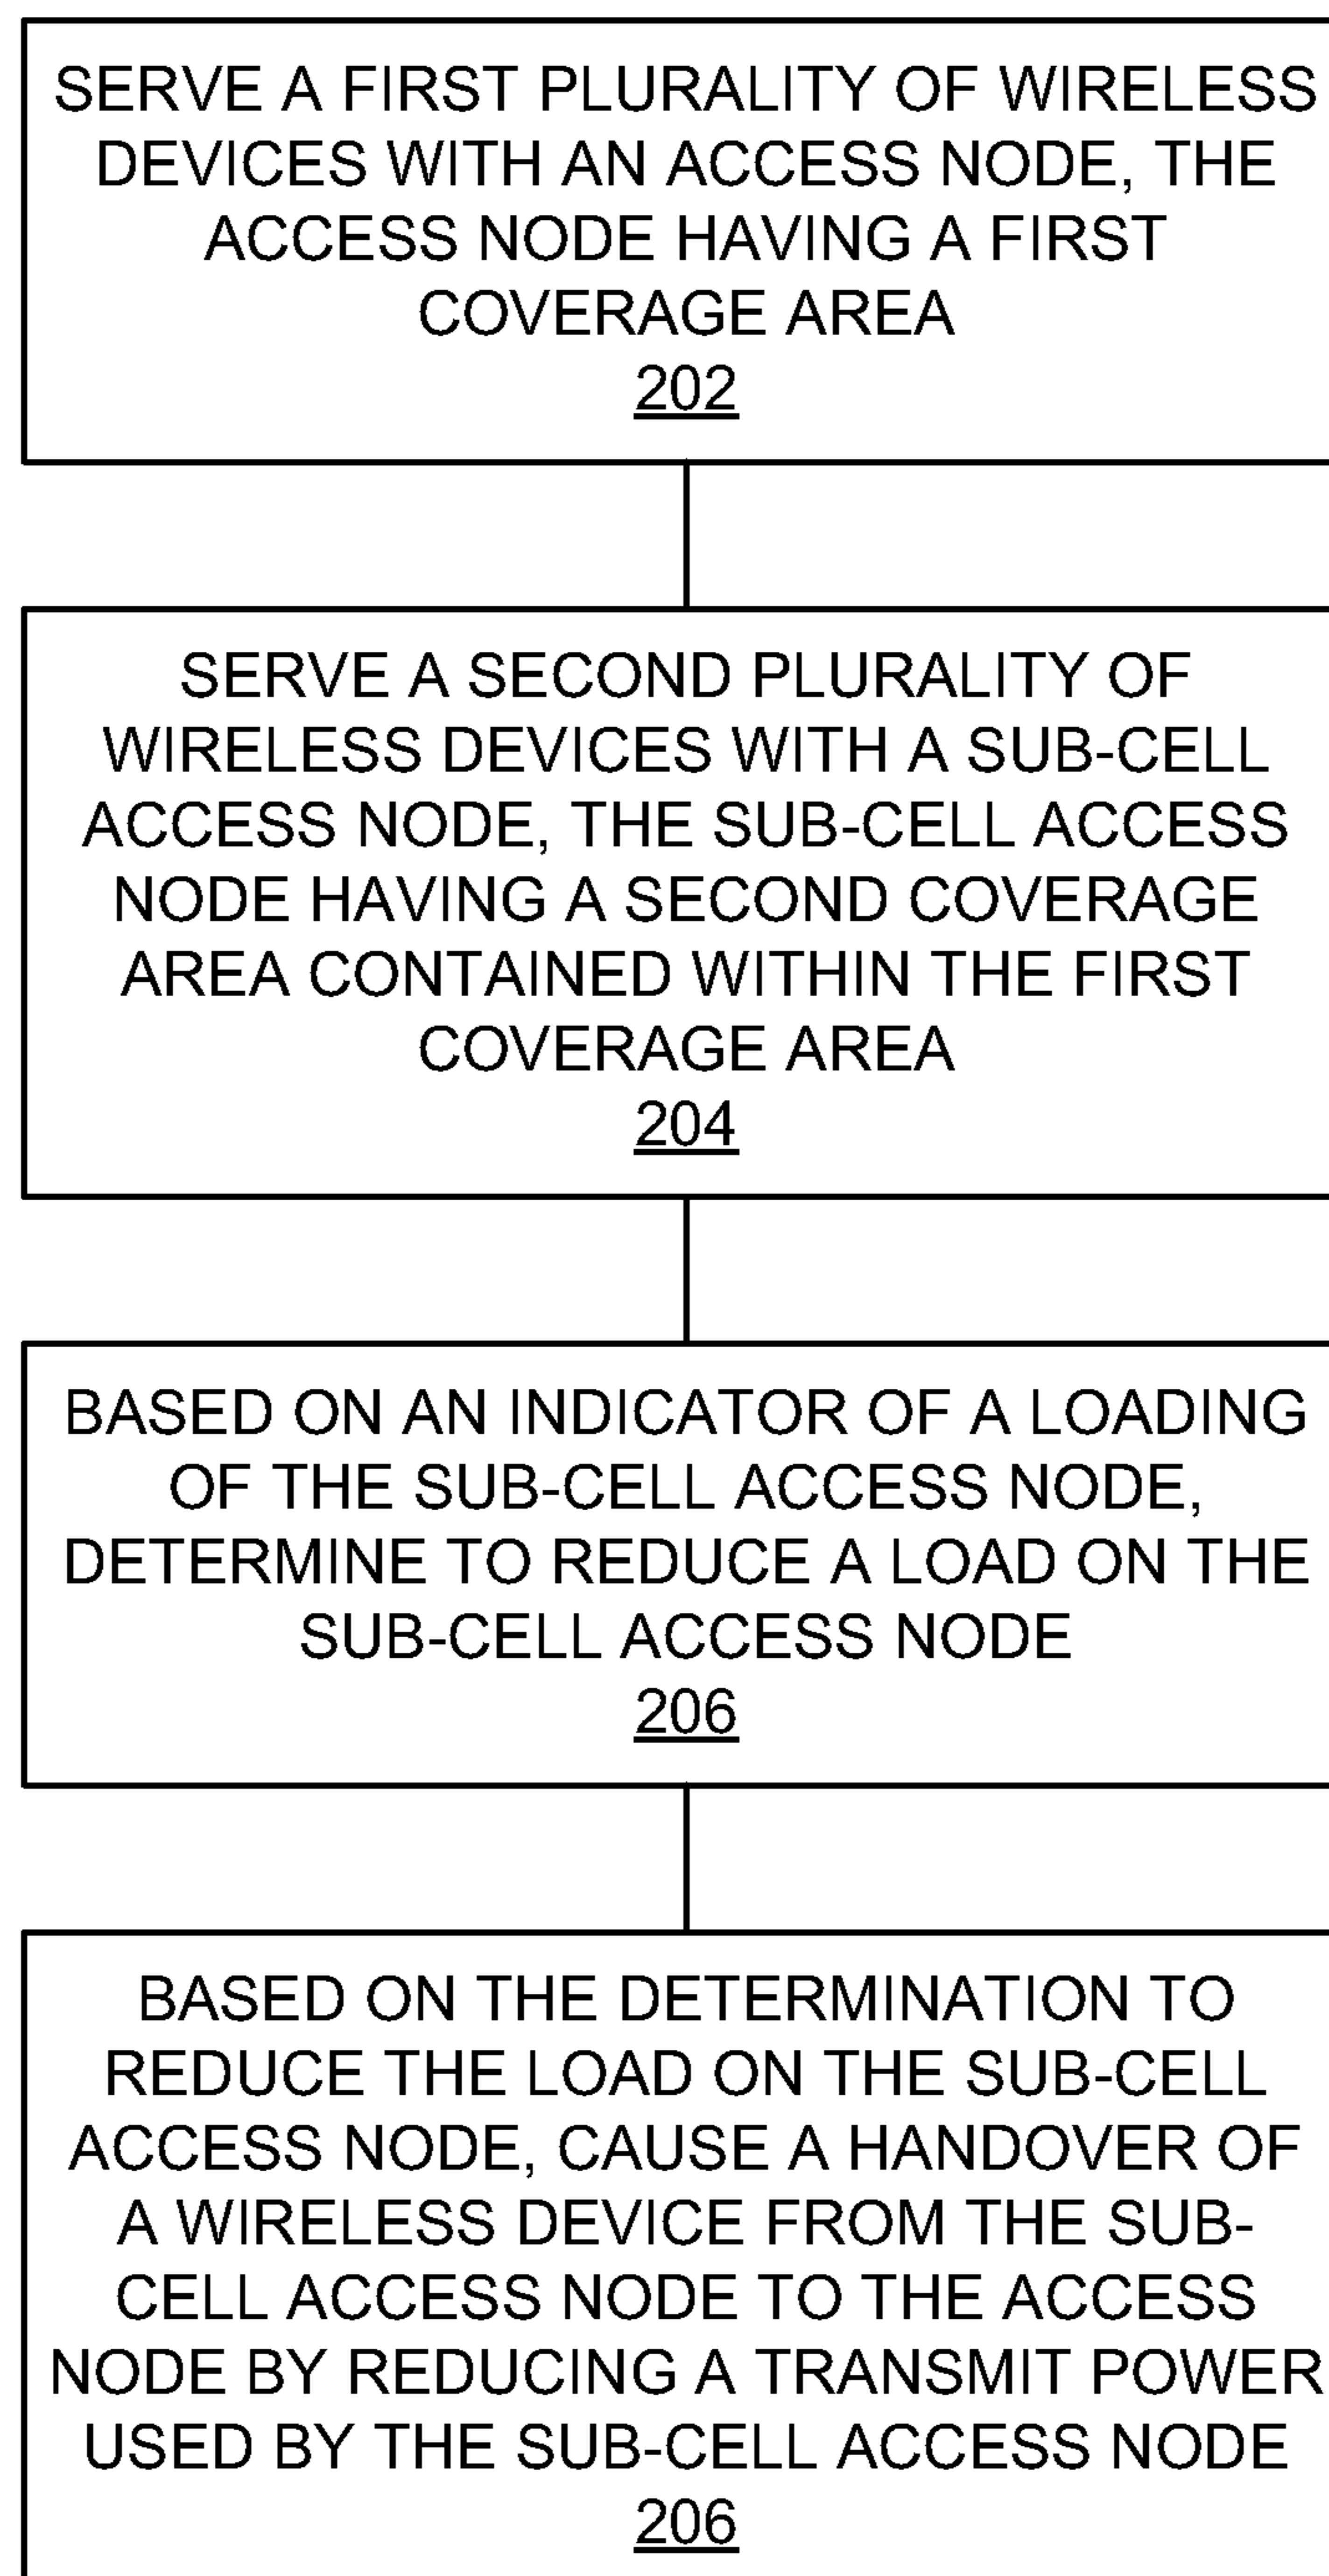 SERVE A FIRST PLURALITY OF WIRELESS
DEVICES WITH AN ACCESS NODE, THE
ACCESS NODE HAVING A FIRST
COVERAGE AREA
202
SERVE A SECOND PLURALITY OF
WIRELESS DEVICES WITH A SUB-CELL
ACCESS NODE, THE SUB-CELL ACCESS
NODE HAVING A SECOND COVERAGE
AREA CONTAINED WITHIN THE FIRST
COVERAGE AREA
204
BASED ON AN INDICATOR OF A LOADING
OF THE SUB-CELL ACCESS NODE,
DETERMINE TO REDUCE A LOAD ON THE
SUB-CELL ACCESS NODE
206
BASED ON THE DETERMINATION TO
REDUCE THE LOAD ON THE SUB-CELL
ACCESS NODE, CAUSE A HANDOVER OF
A WIRELESS DEVICE FROM THE SUB-
CELL ACCESS NODE TO THE ACCESS
NODE BY REDUCING A TRANSMIT POWER
USED BY THE SUB-CELL ACCESS NODE
206